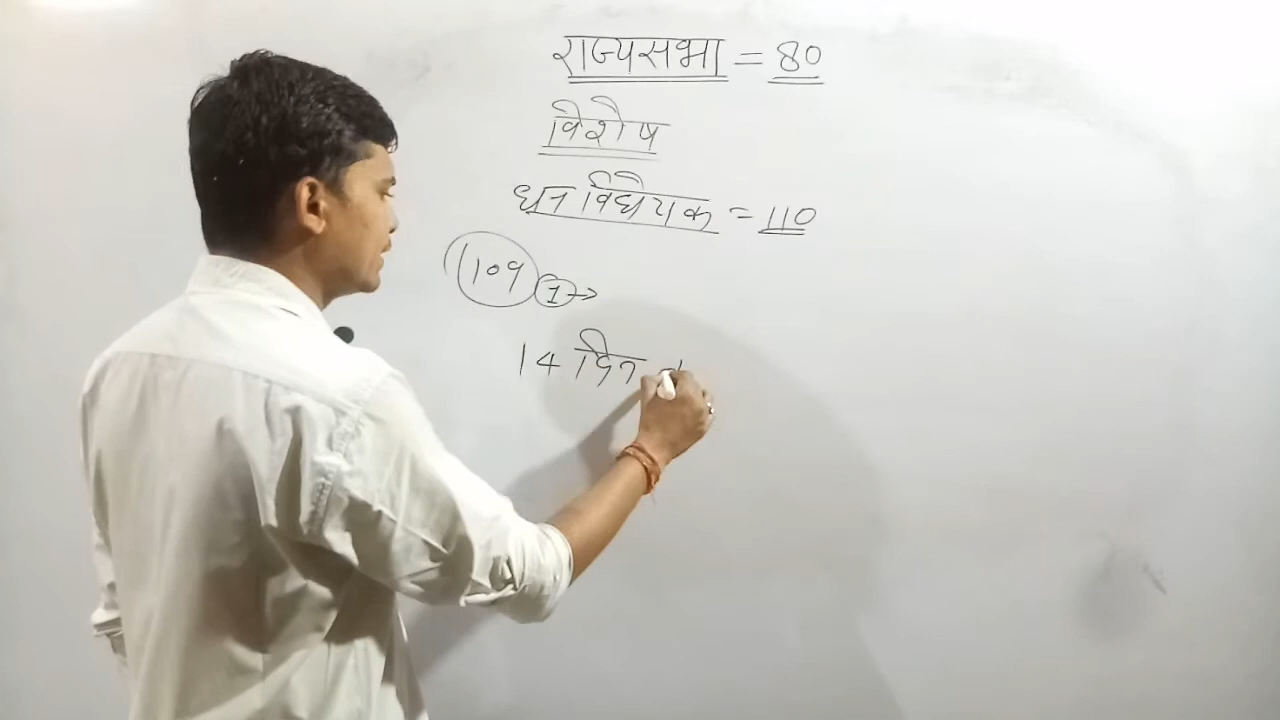 राज्यसभा = 80
विशेष
धन विधेयक = 110
109 1 →
14 दिन